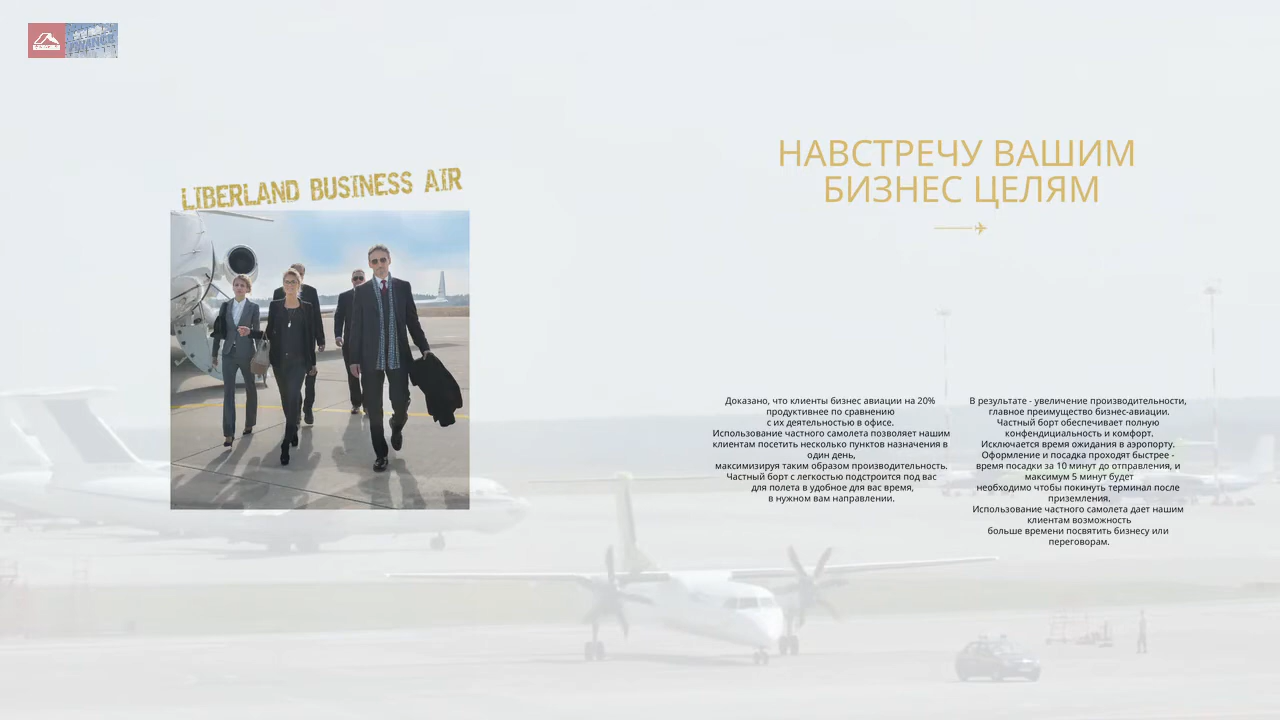 LIBERLAND BUSINESS AIR
НАВСТРЕЧУ ВАШИМ
БИЗНЕС ЦЕЛЯМ
Доказано, что клиенты бизнес авиации на 20%
продуктивнее по сравнению
с их деятельностью в офисе.
Использование частного самолета позволяет нашим
клиентам посетить несколько пунктов назначения в
один день,
максимизируя таким образом производительность.
Частный борт с легкостью подстроится под вас
для полета в удобное для вас время,
в нужном вам направлении.
В результате - увеличение производительности,
главное преимущество бизнес-авиации.
Частный борт обеспечивает полную
конфендициальность и комфорт.
Исключается время ожидания в аэропорту.
Оформление и посадка проходят быстрее -
время посадки за 10 минут до отправления, и
максимум 5 минут будет
необходимо чтобы покинуть терминал после
приземления.
Использование частного самолета дает нашим
клиентам возможность
больше времени посвятить бизнесу или
переговорам.